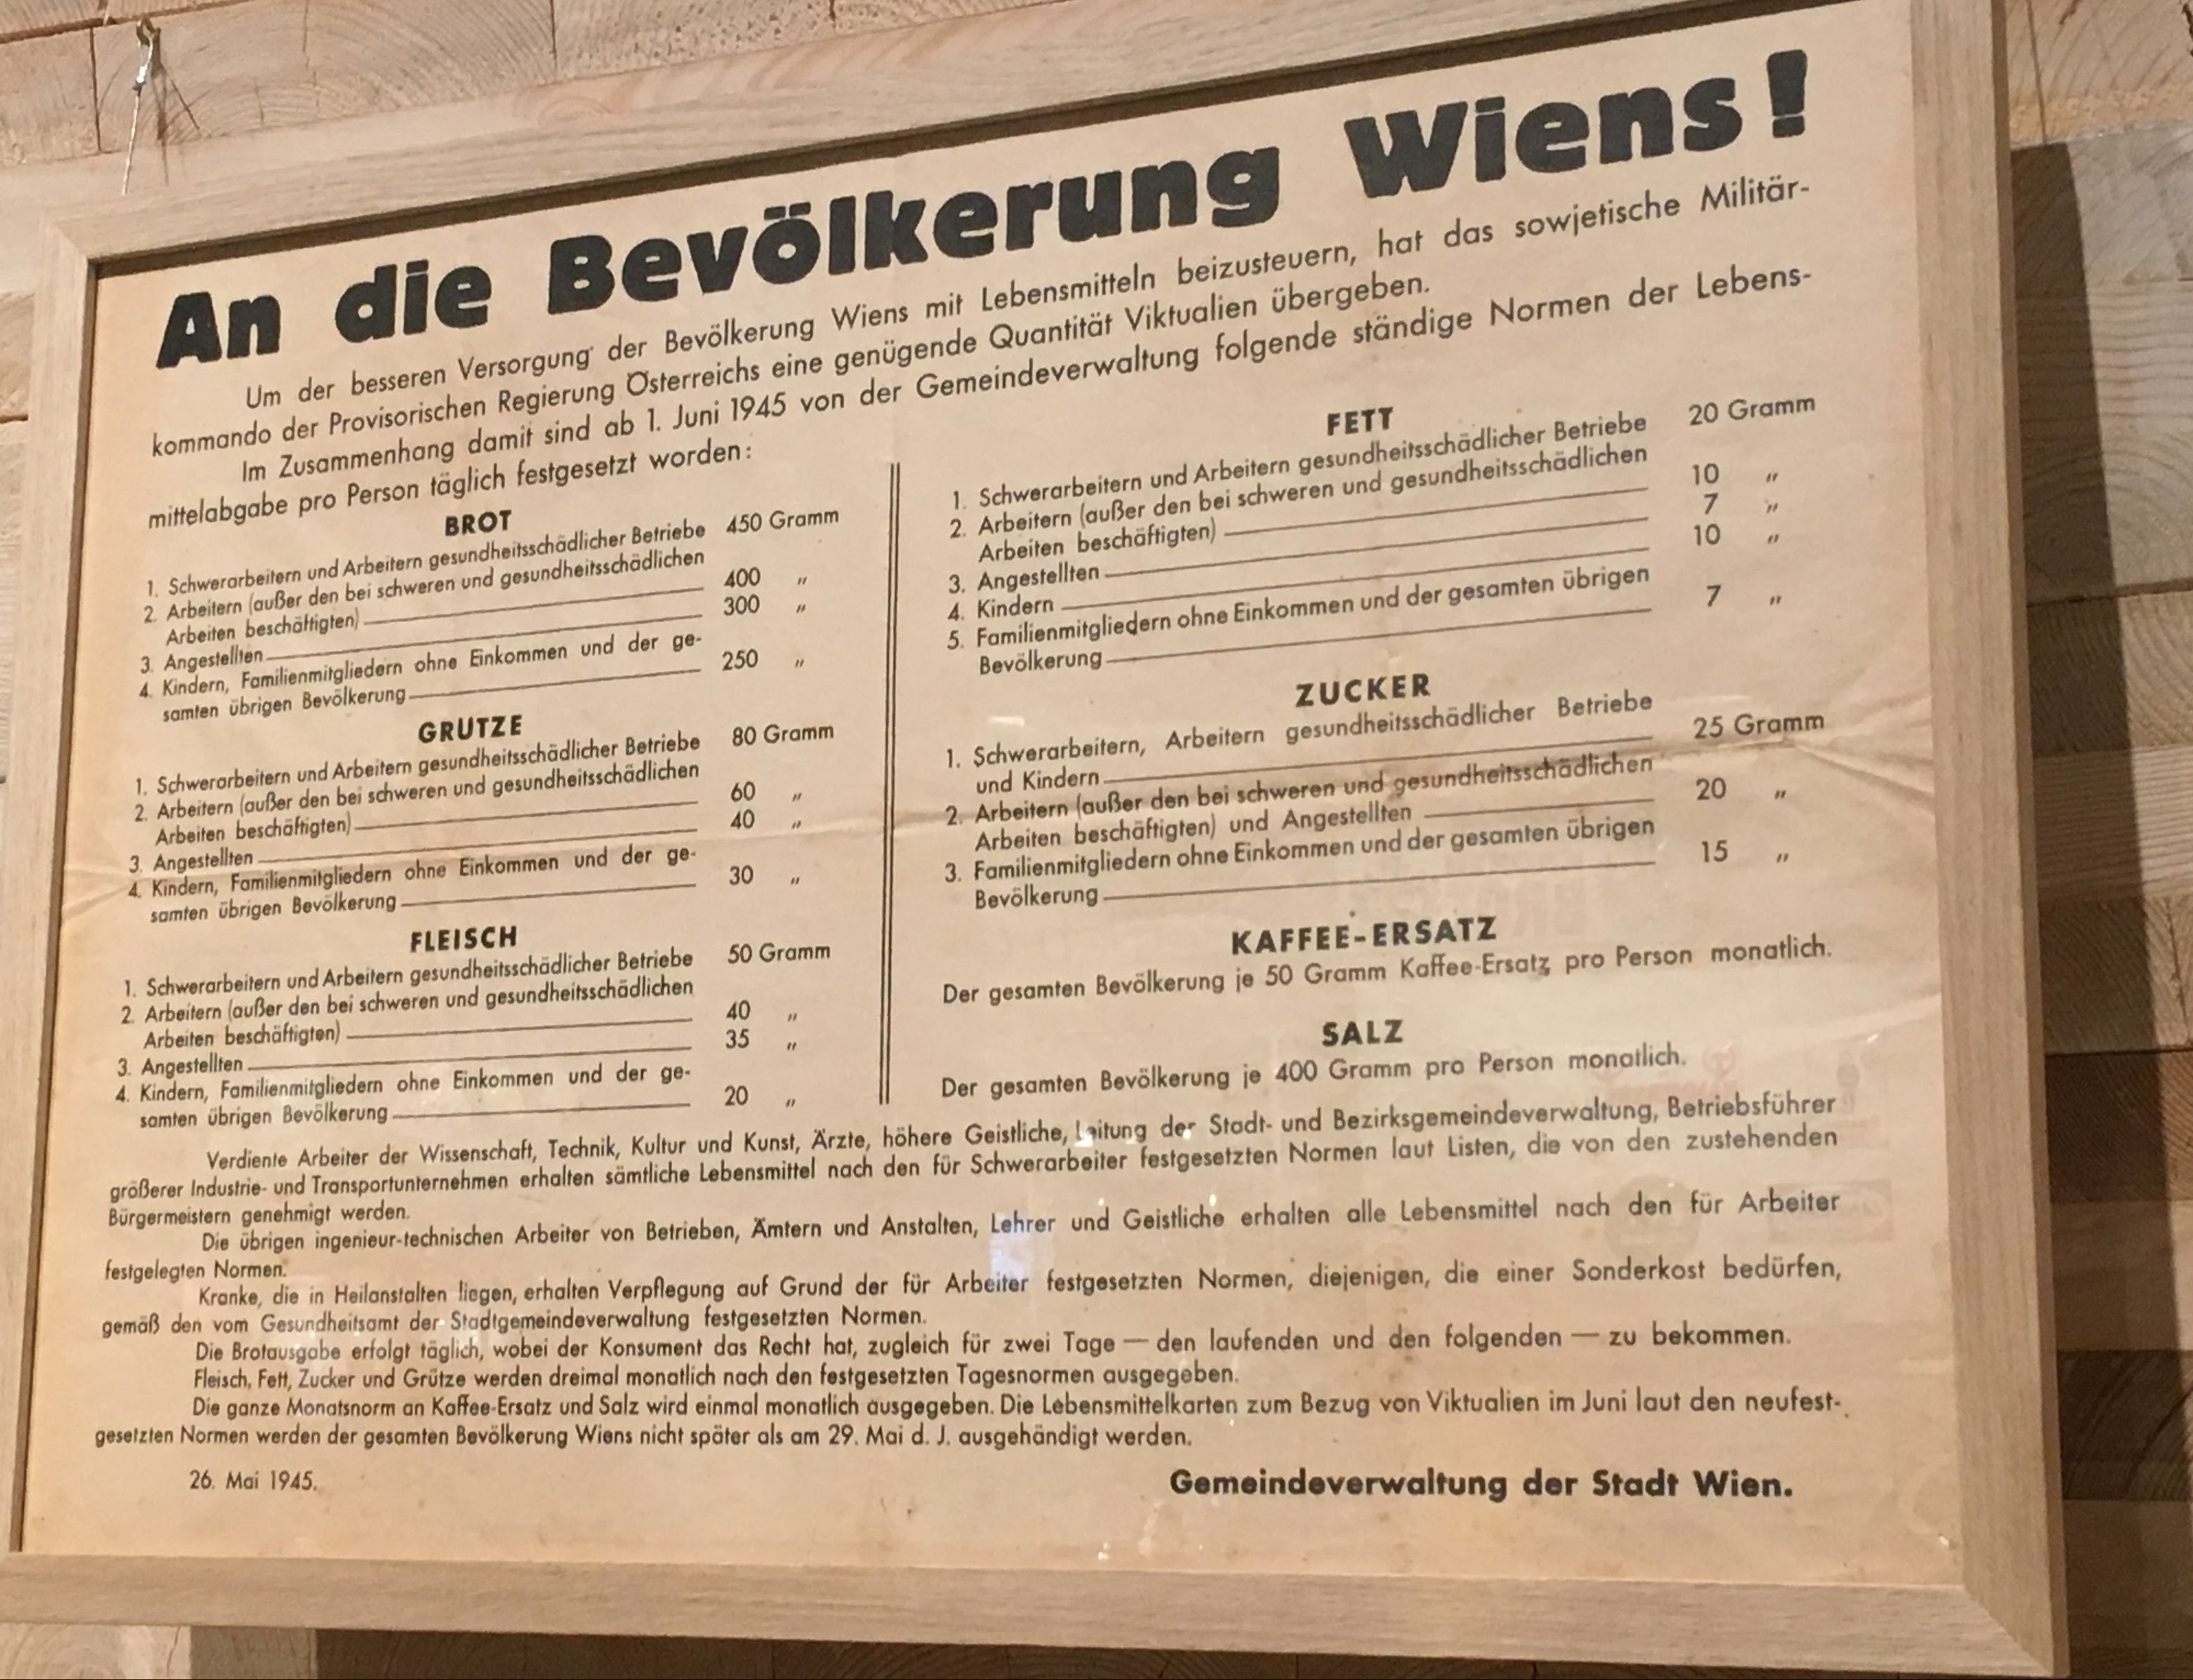 An die Bevölkerung Wiens!
Um der besseren Versorgung der Bevölkerung Wiens mit Lebensmitteln beizusteuern, hat das sowjetische Militär-
kommando der Provisorischen Regierung Österreichs eine genügende Quantität Viktualien übergeben.
Im Zusammenhang damit sind ab 1. Juni 1945 von der Gemeindeverwaltung folgende ständige Normen der Lebens-
mittelabgabe pro Person täglich festgesetzt worden:
BROT
1. Schwerarbeitern und Arbeitern gesundheitsschädlicher Betriebe 450 Gramm
2. Arbeitern (außer den bei schweren und gesundheitsschädlichen
Arbeiten beschäftigten) 400 „
3. Angestellten 300 „
4. Kindern, Familienmitgliedern ohne Einkommen und der ge-
samten übrigen Bevölkerung 250 „
GRÜTZE
1. Schwerarbeitern und Arbeitern gesundheitsschädlicher Betriebe 80 Gramm
2. Arbeitern (außer den bei schweren und gesundheitsschädlichen
Arbeiten beschäftigten) 60 „
3. Angestellten 40 „
4. Kindern, Familienmitgliedern ohne Einkommen und der ge-
samten übrigen Bevölkerung 30 „
FLEISCH
1. Schwerarbeitern und Arbeitern gesundheitsschädlicher Betriebe 50 Gramm
2. Arbeitern (außer den bei schweren und gesundheitsschädlichen
Arbeiten beschäftigten) 40 „
3. Angestellten 35 „
4. Kindern, Familienmitgliedern ohne Einkommen und der ge-
samten übrigen Bevölkerung 20 „
FETT
1. Schwerarbeitern und Arbeitern gesundheitsschädlicher Betriebe 20 Gramm
2. Arbeitern (außer den bei schweren und gesundheitsschädlichen
Arbeiten beschäftigten) 10 „
3. Angestellten 7 „
4. Kindern 10 „
5. Familienmitgliedern ohne Einkommen und der gesamten übrigen
Bevölkerung 7 „
ZUCKER
1. Schwerarbeitern, Arbeitern gesundheitsschädlicher Betriebe
und Kindern 25 Gramm
2. Arbeitern (außer den bei schweren und gesundheitsschädlichen
Arbeiten beschäftigten) und Angestellten 20 „
3. Familienmitgliedern ohne Einkommen und der gesamten übrigen
Bevölkerung 15 „
KAFFEE-ERSATZ
Der gesamten Bevölkerung je 50 Gramm Kaffee-Ersatz pro Person monatlich.
SALZ
Der gesamten Bevölkerung je 400 Gramm pro Person monatlich.
Verdiente Arbeiter der Wissenschaft, Technik, Kultur und Kunst, Ärzte, höhere Geistliche, Leitung der Stadt- und Bezirksgemeindeverwaltung, Betriebsführer
größerer Industrie- und Transportunternehmen erhalten sämtliche Lebensmittel nach den für Schwerarbeiter festgesetzten Normen laut Listen, die von den zustehenden
Bürgermeistern genehmigt werden.
Die übrigen ingenieur-technischen Arbeiter von Betrieben, Ämtern und Anstalten, Lehrer und Geistliche erhalten alle Lebensmittel nach den für Arbeiter
festgelegten Normen.
Kranke, die in Heilanstalten liegen, erhalten Verpflegung auf Grund der für Arbeiter festgesetzten Normen, diejenigen, die einer Sonderkost bedürfen,
gemäß den vom Gesundheitsamt der Stadtgemeindeverwaltung festgesetzten Normen.
Die Brotausgabe erfolgt täglich, wobei der Konsument das Recht hat, zugleich für zwei Tage — den laufenden und den folgenden — zu bekommen.
Fleisch, Fett, Zucker und Grütze werden dreimal monatlich nach den festgesetzten Tagesnormen ausgegeben.
Die ganze Monatsnorm an Kaffee-Ersatz und Salz wird einmal monatlich ausgegeben. Die Lebensmittelkarten zum Bezug von Viktualien im Juni laut den neufest-
gesetzten Normen werden der gesamten Bevölkerung Wiens nicht später als am 29. Mai d. J. ausgehändigt werden.
26. Mai 1945.
Gemeindeverwaltung der Stadt Wien.